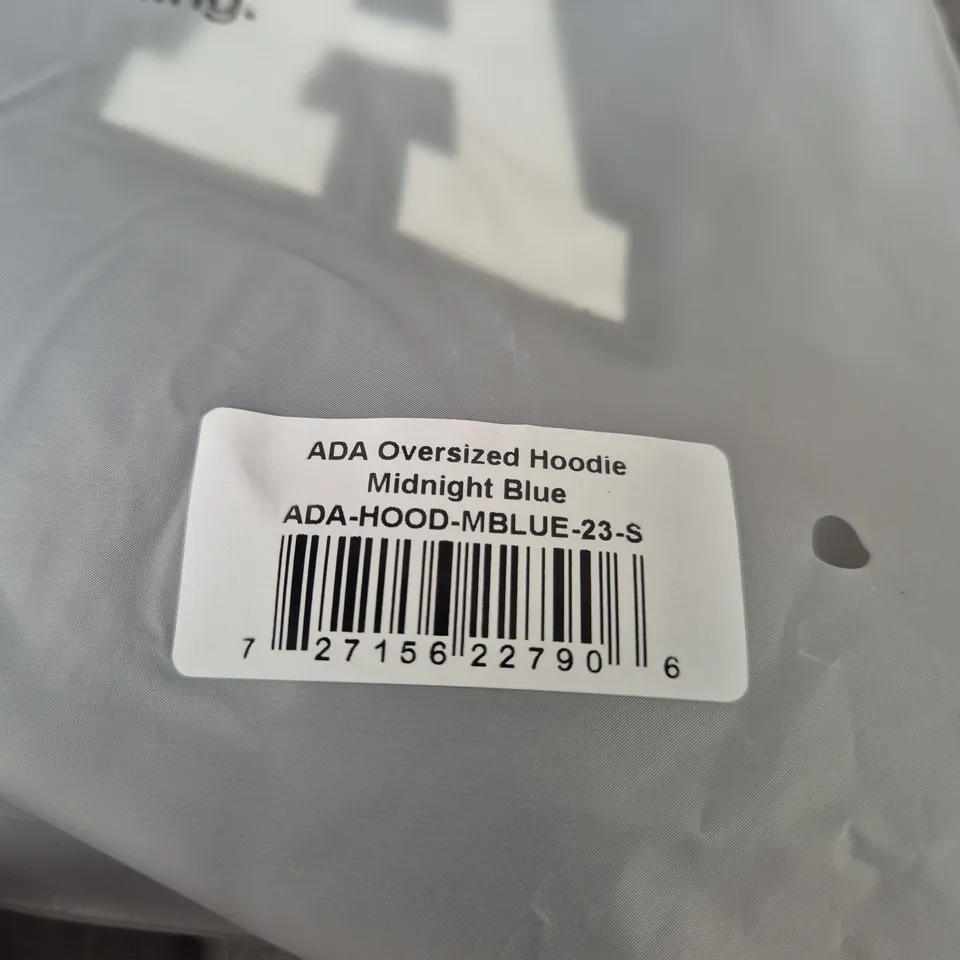 A
ADA Oversized Hoodie
Midnight Blue
ADA-HOOD-MBLUE-23-S
7 27156 22790 6